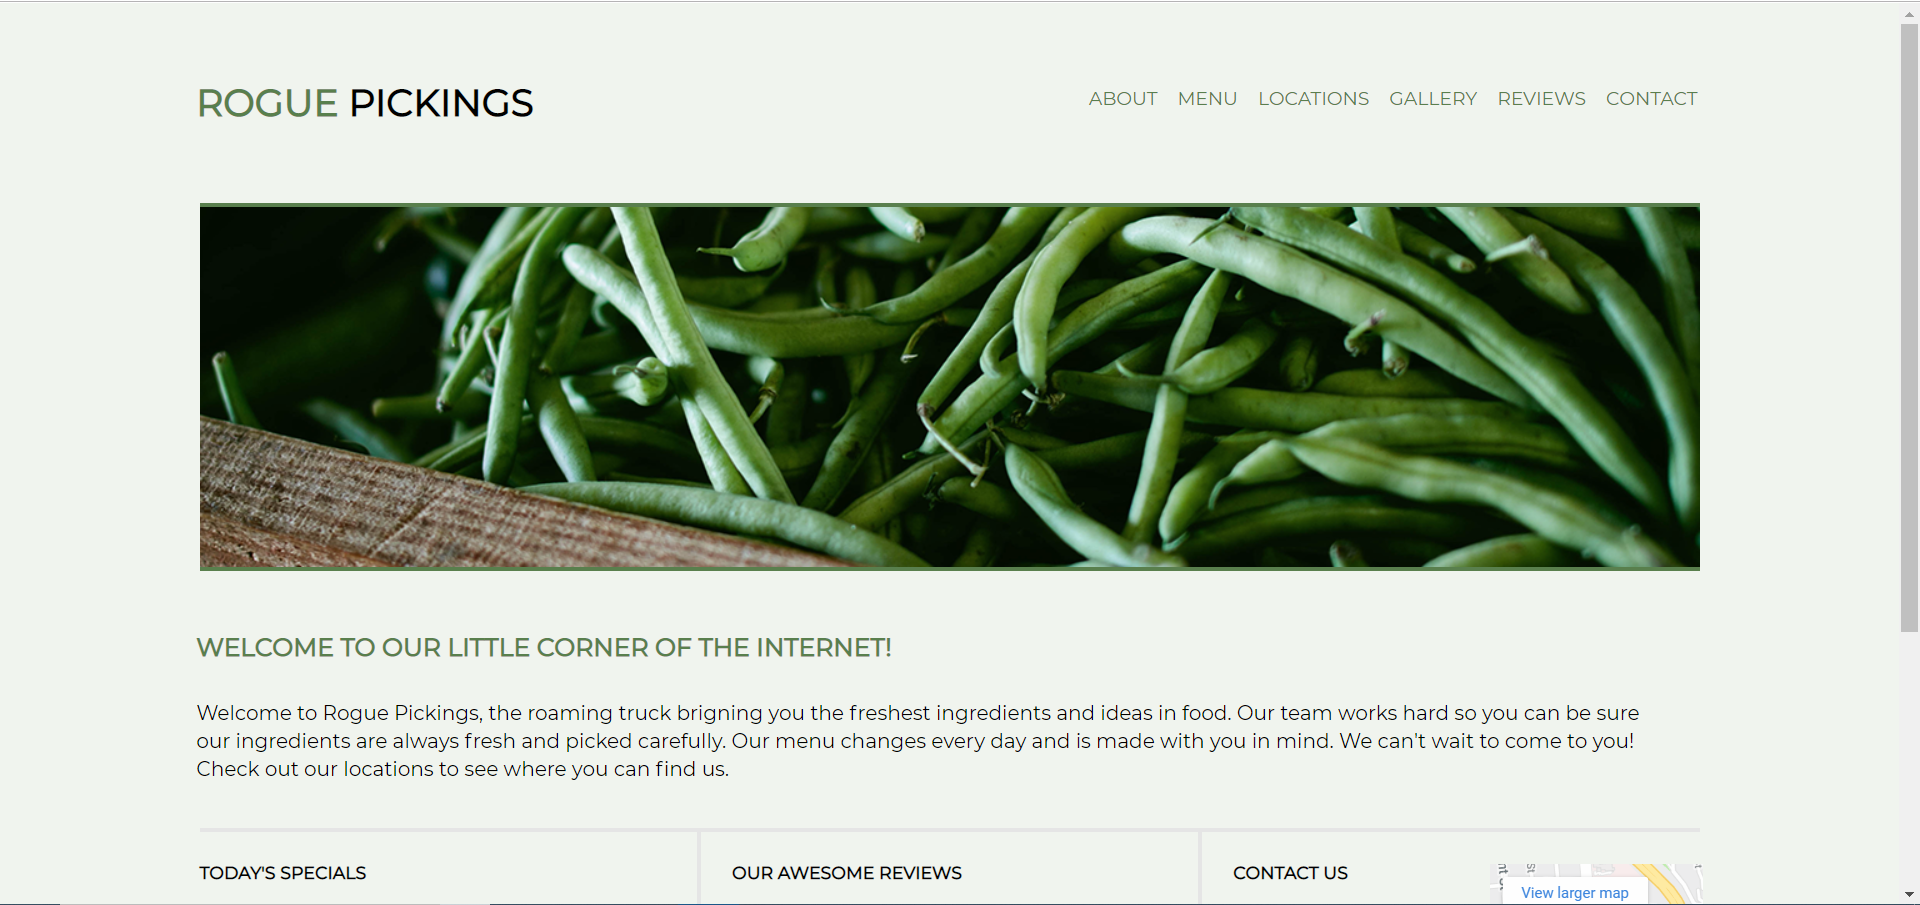 ROGUE PICKINGS
ABOUT MENU LOCATIONS GALLERY REVIEWS CONTACT
WELCOME TO OUR LITTLE CORNER OF THE INTERNET!
Welcome to Rogue Pickings, the roaming truck brigning you the freshest ingredients and ideas in food. Our team works hard so you can be sure
our ingredients are always fresh and picked carefully. Our menu changes every day and is made with you in mind. We can't wait to come to you!
Check out our locations to see where you can find us.
TODAY'S SPECIALS
OUR AWESOME REVIEWS
CONTACT US
View larger map